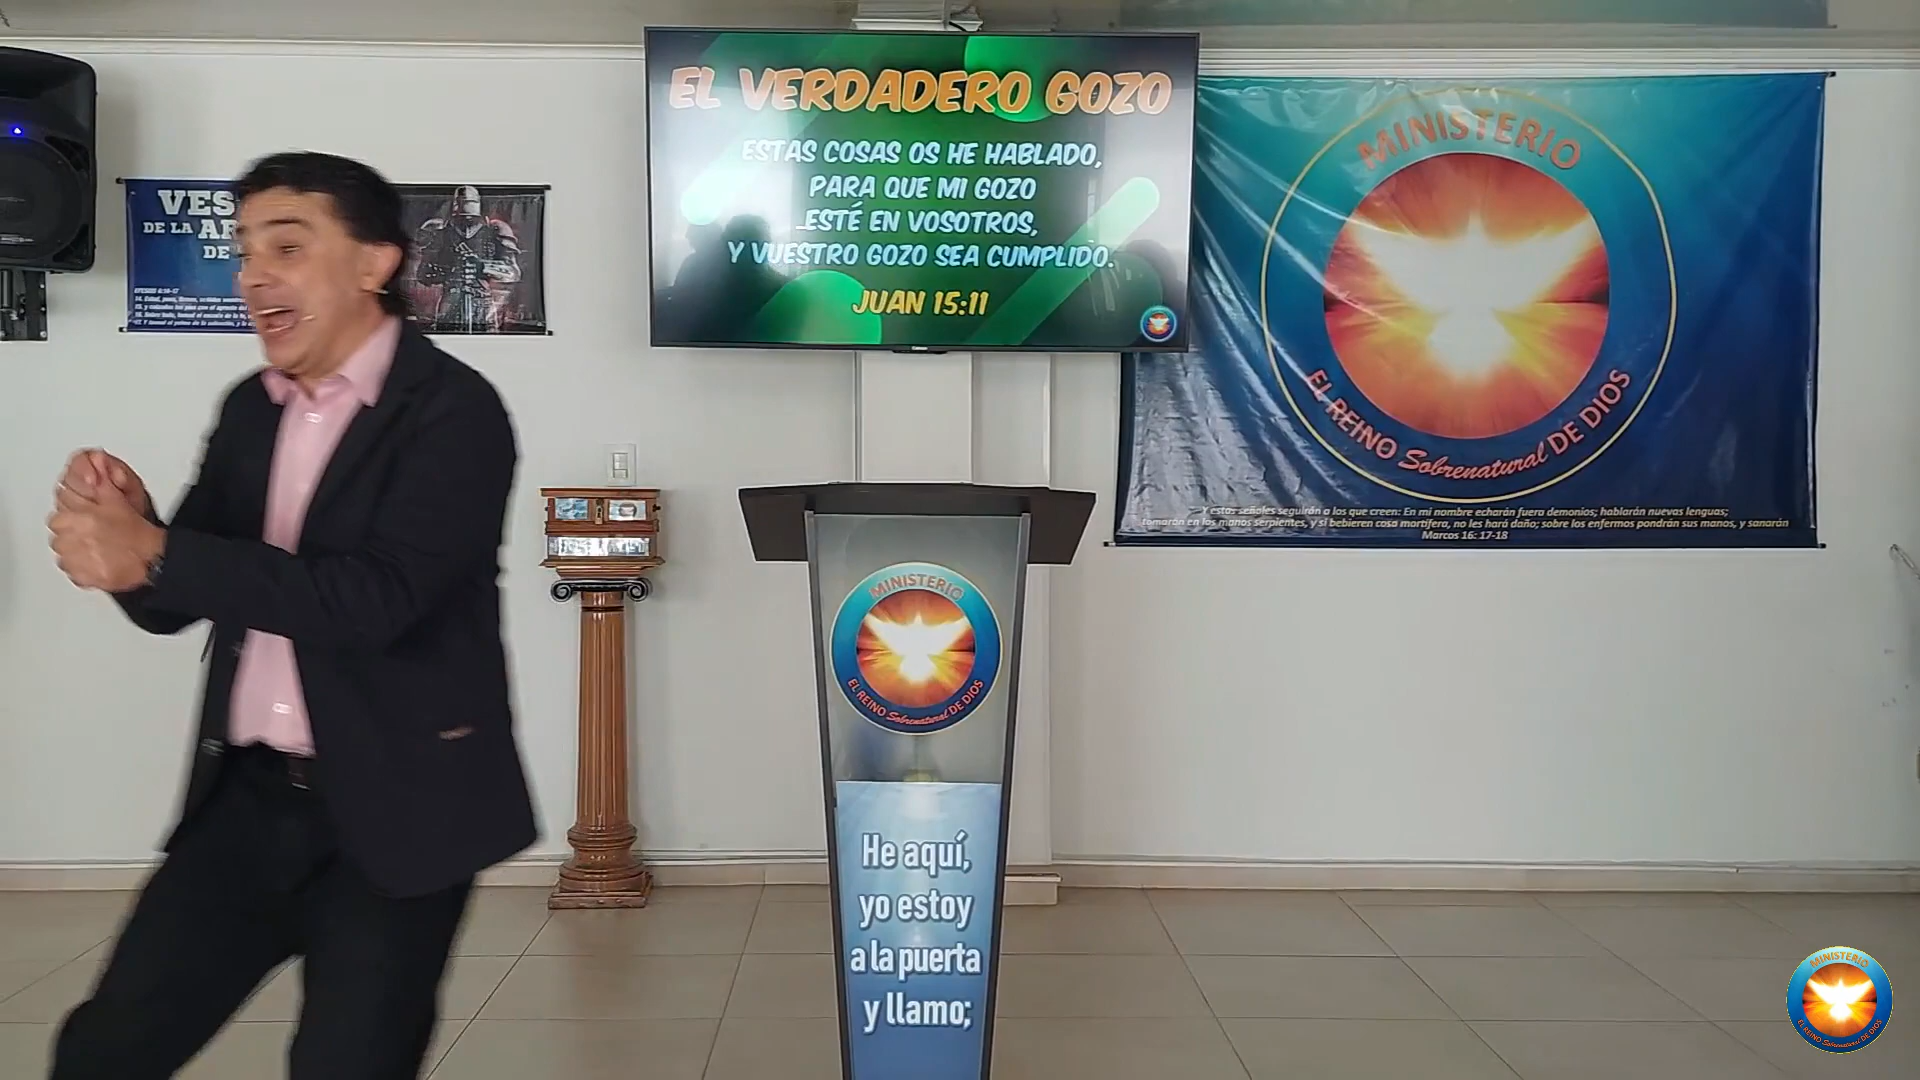 EL VERDADERO GOZO
ESTAS COSAS OS HE HABLADO,
PARA QUE MI GOZO
ESTÉ EN VOSOTROS,
Y VUESTRO GOZO SEA CUMPLIDO.
JUAN 15:11
VES
DE LA AR
DE
EFESIOS 6:14-17
MINISTERIO
EL REINO Sobrenatural DE DIOS
Y estas señales seguirán a los que creen: En mi nombre echarán fuera demonios; hablarán nuevas lenguas;
tomarán en las manos serpientes, y si bebieren cosa mortífera, no les hará daño; sobre los enfermos pondrán sus manos, y sanarán
Marcos 16: 17-18
MINISTERIO
EL REINO Sobrenatural DE DIOS
He aquí,
yo estoy
a la puerta
y llamo;
MINISTERIO
EL REINO Sobrenatural DE DIOS